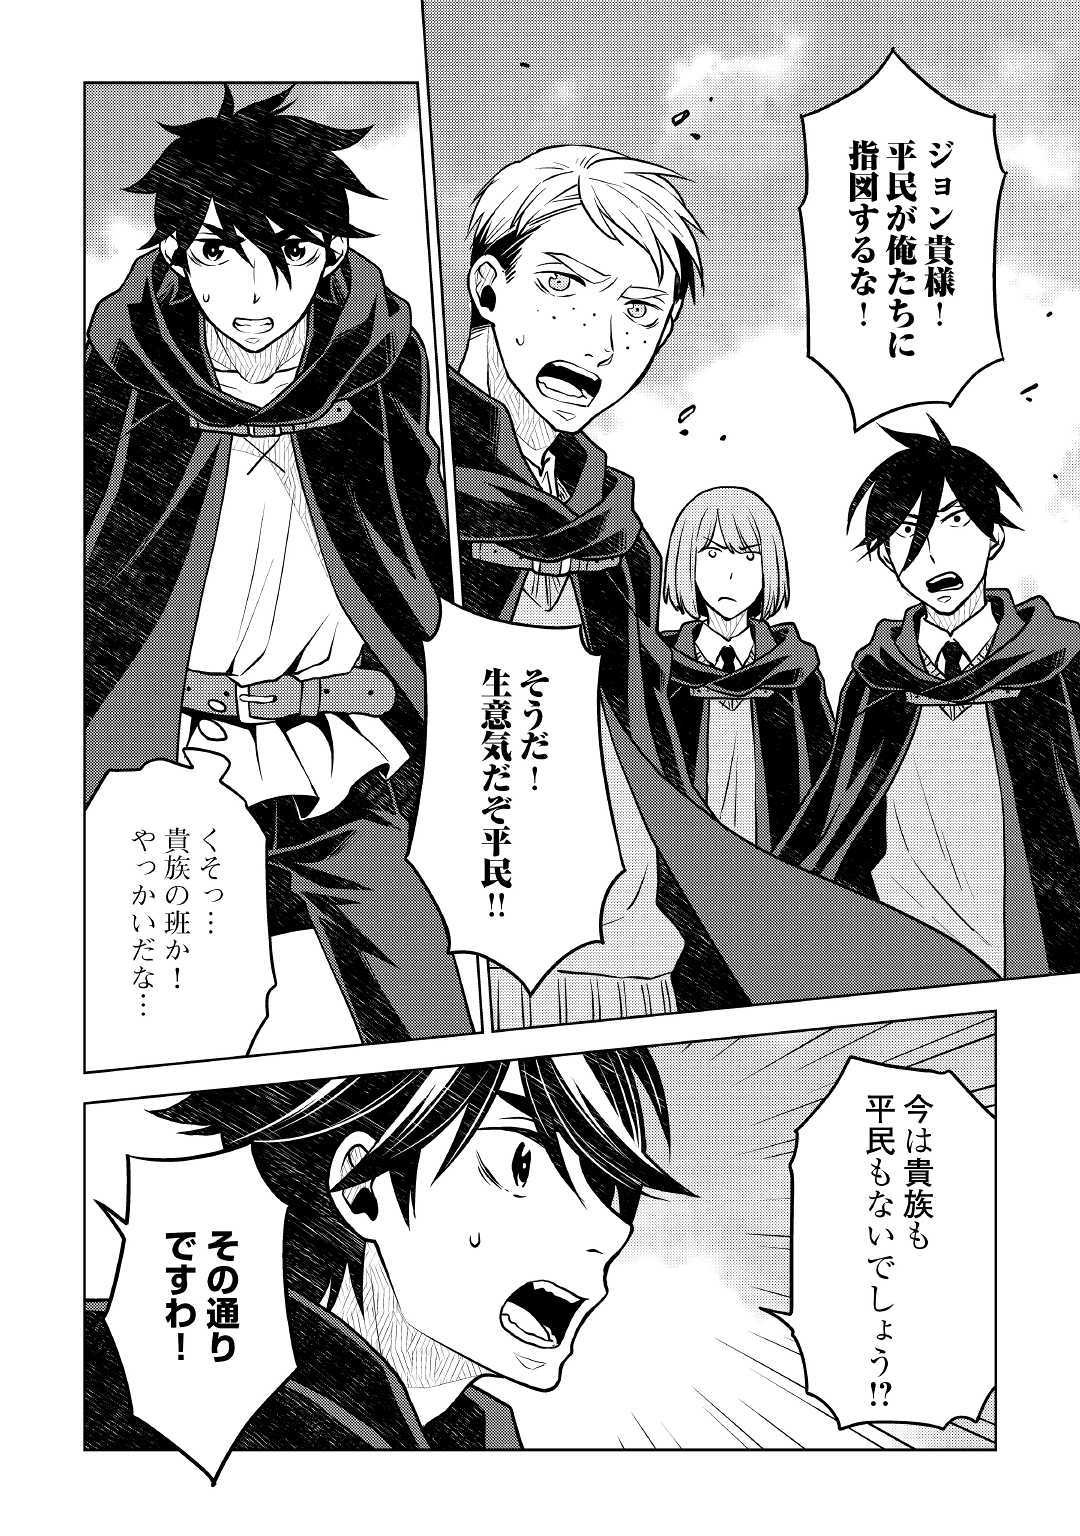 ジョン貴様！
平民が俺たちに
指図するな！
そうだ！
生意気だぞ平民!!
くそっ…
貴族の班か！
やっかいだな…
今は貴族も
平民もないでしょう!?
その通り
ですわ！